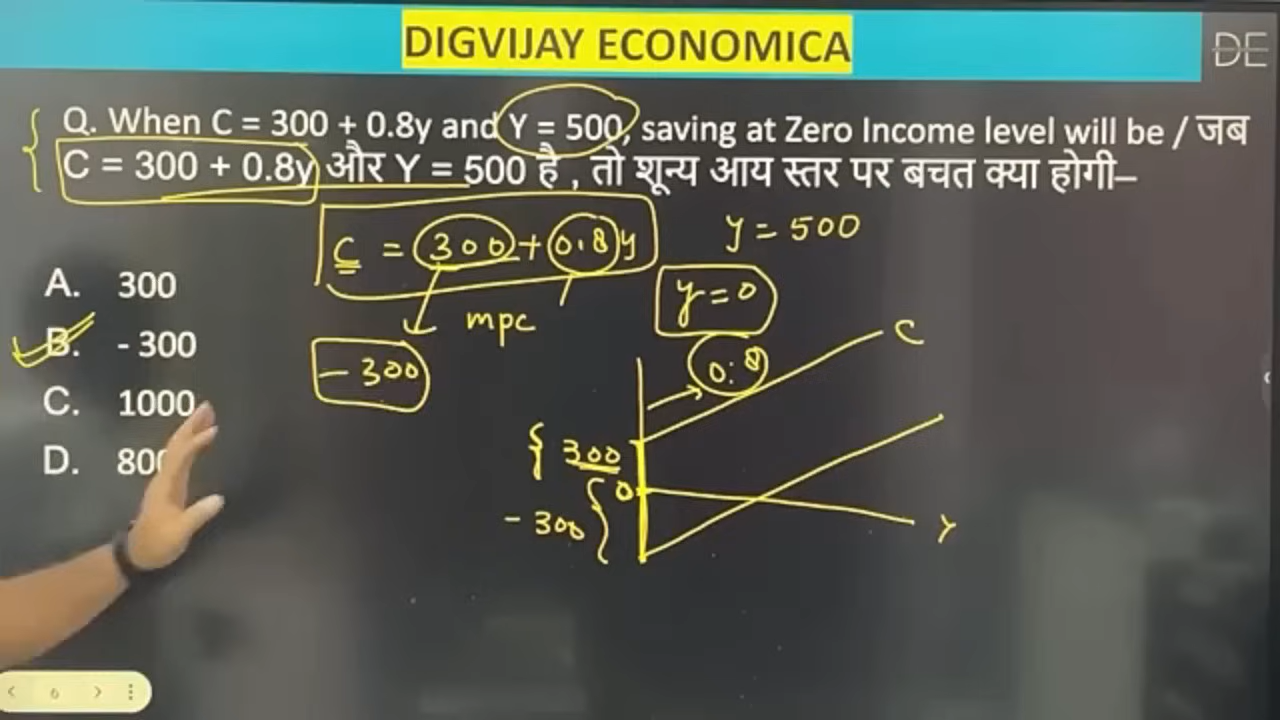 DIGVIJAY ECONOMICA
DE
Q. When C = 300 + 0.8y and Y = 500, saving at Zero Income level will be / जब
C = 300 + 0.8y और Y = 500 है , तो शून्य आय स्तर पर बचत क्या होगी–
C = 300 + 0.8y
y = 500
y = 0
A. 300
mpc
B. - 300
- 300
C
0.8
C. 1000
300
D. 800
0
- 300
Y
6